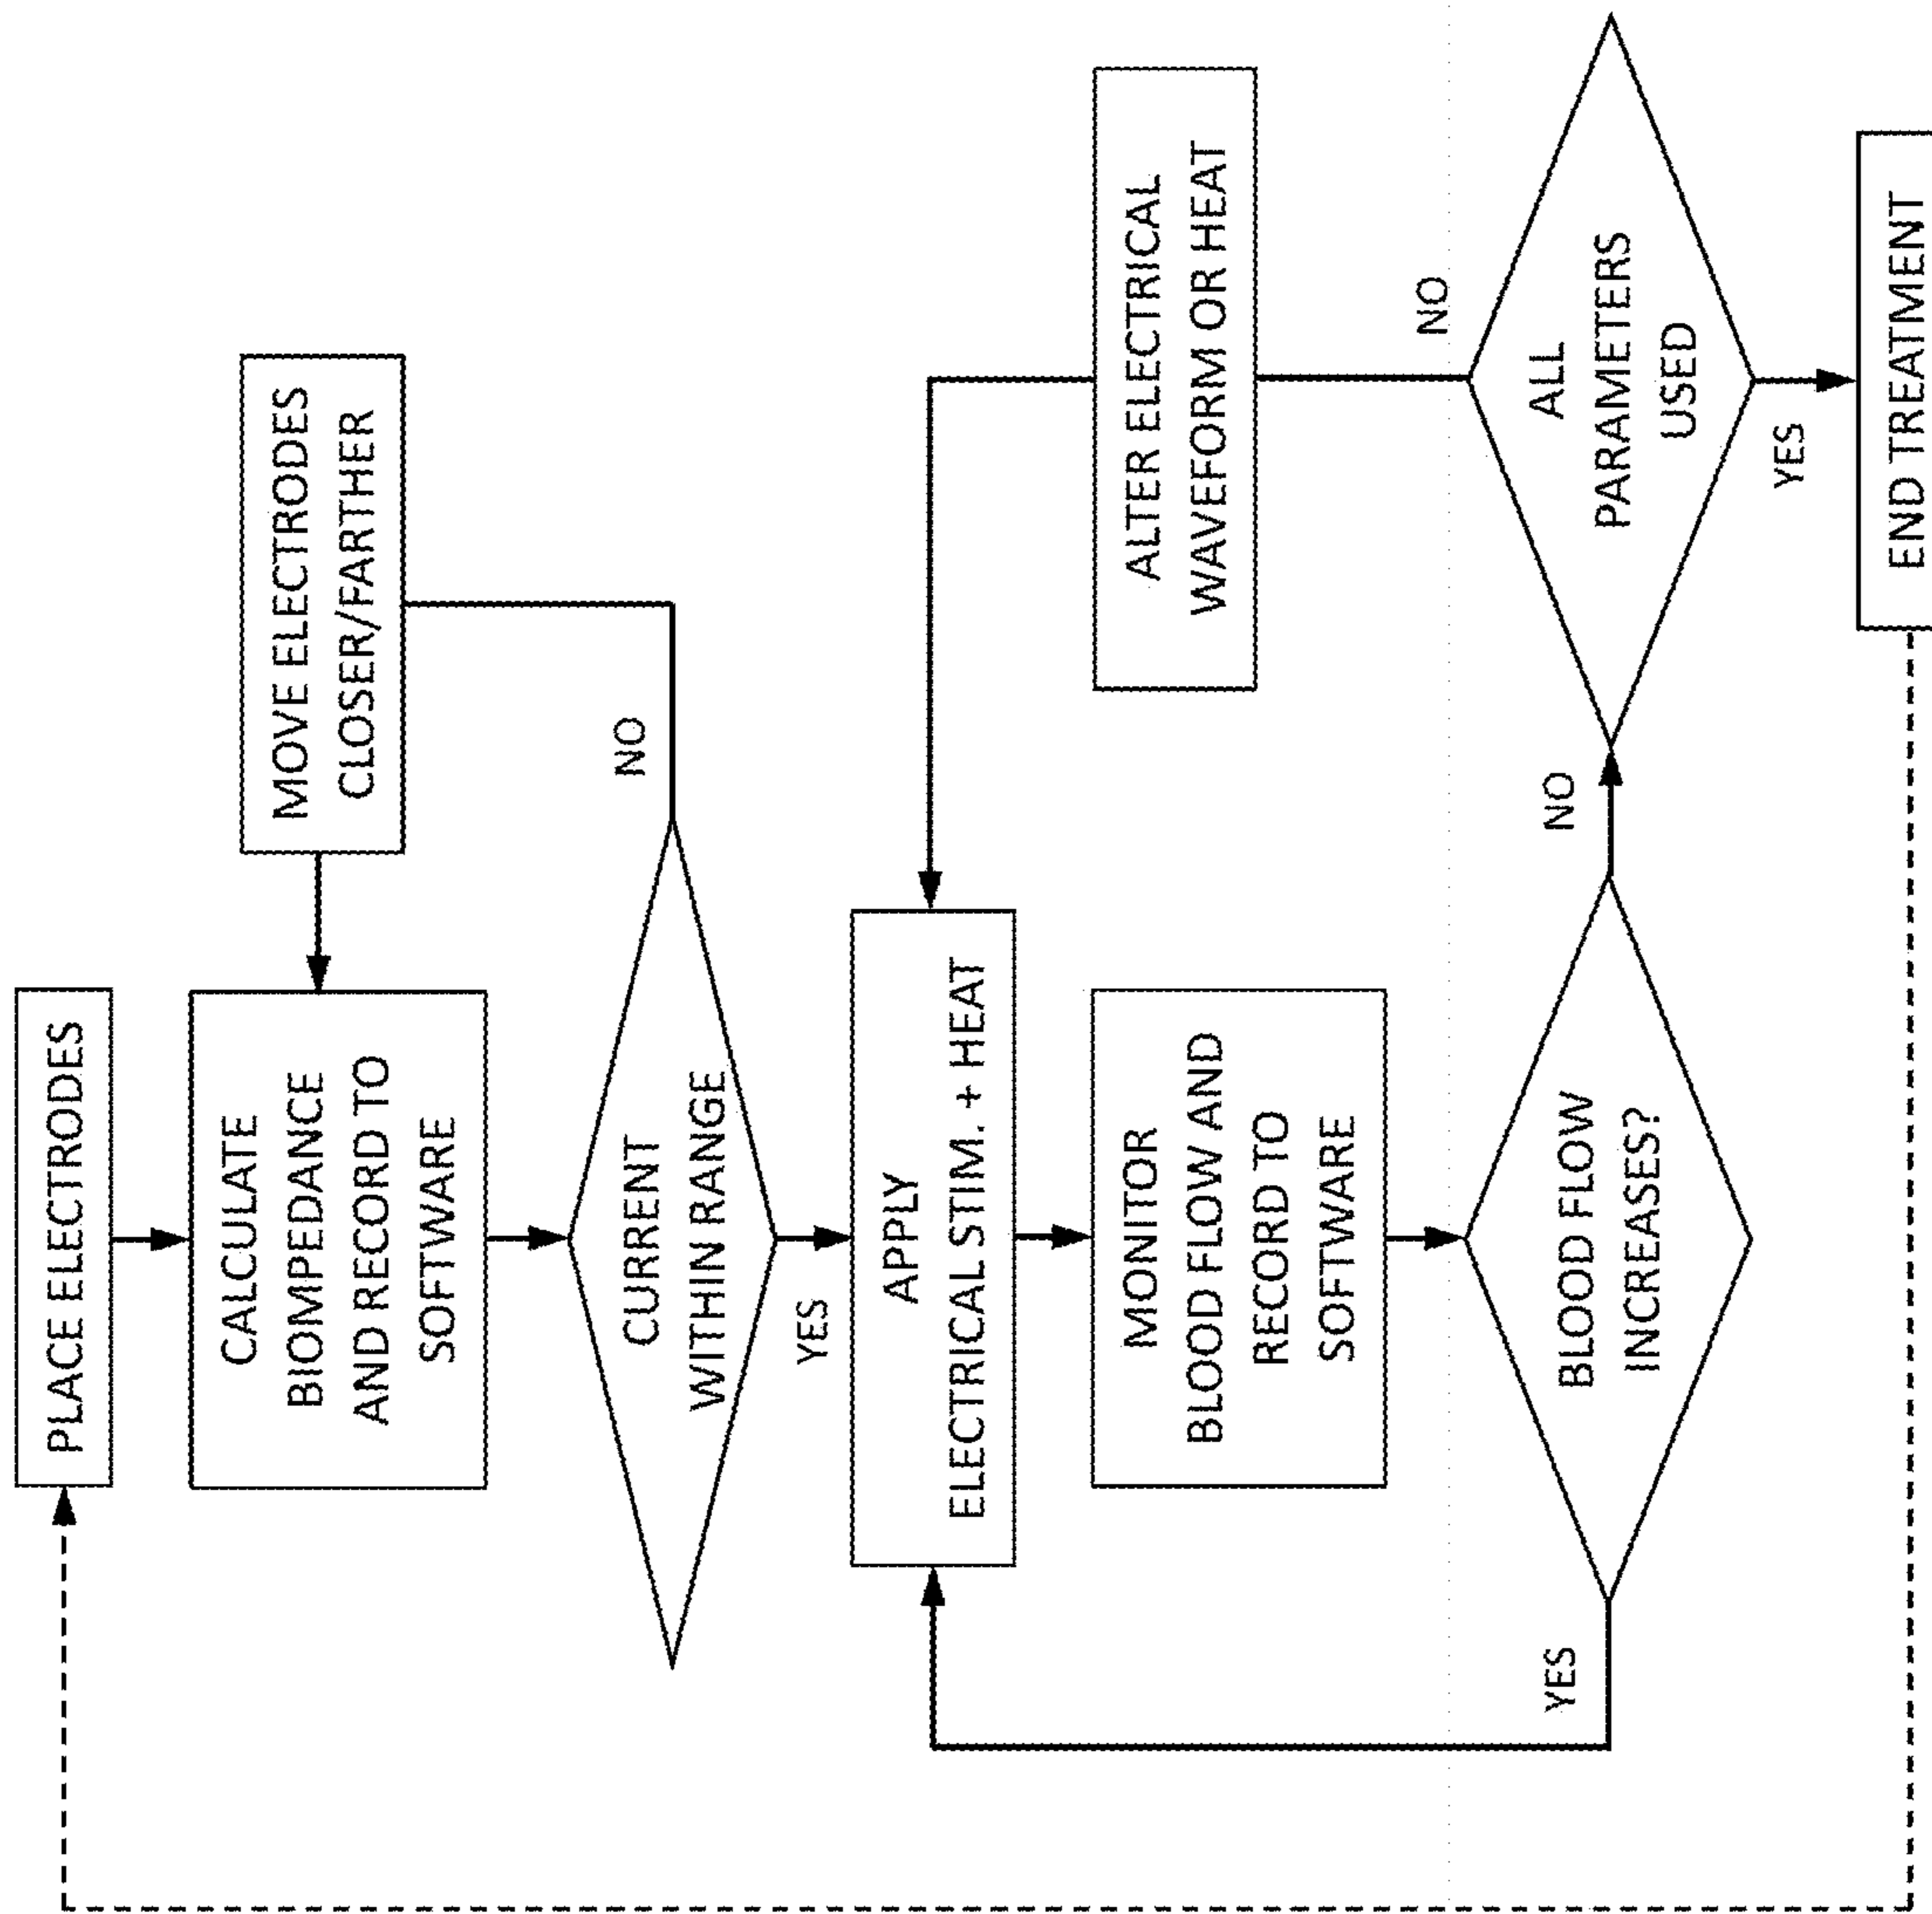 PLACE ELECTRODES
CALCULATE
BIOMPEDANCE
AND RECORD TO
SOFTWARE
MOVE ELECTRODES
CLOSER/FARTHER
CURRENT
WITHIN RANGE
NO
YES
APPLY
ELECTRICAL STIM. + HEAT
MONITOR
BLOOD FLOW AND
RECORD TO
SOFTWARE
ALTER ELECTRICAL
WAVEFORM OR HEAT
BLOOD FLOW
INCREASES?
YES
NO
ALL
PARAMETERS
USED
NO
YES
END TREATMENT